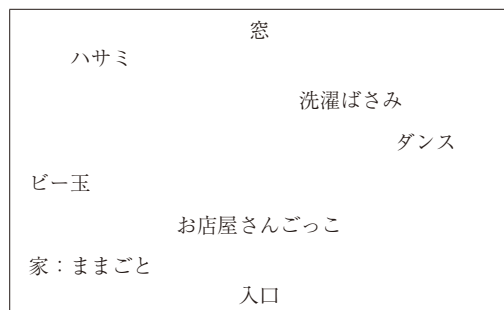 窓
ハサミ
洗濯ばさみ
ダンス
ビー玉
お店屋さんごっこ
家：ままごと
入口